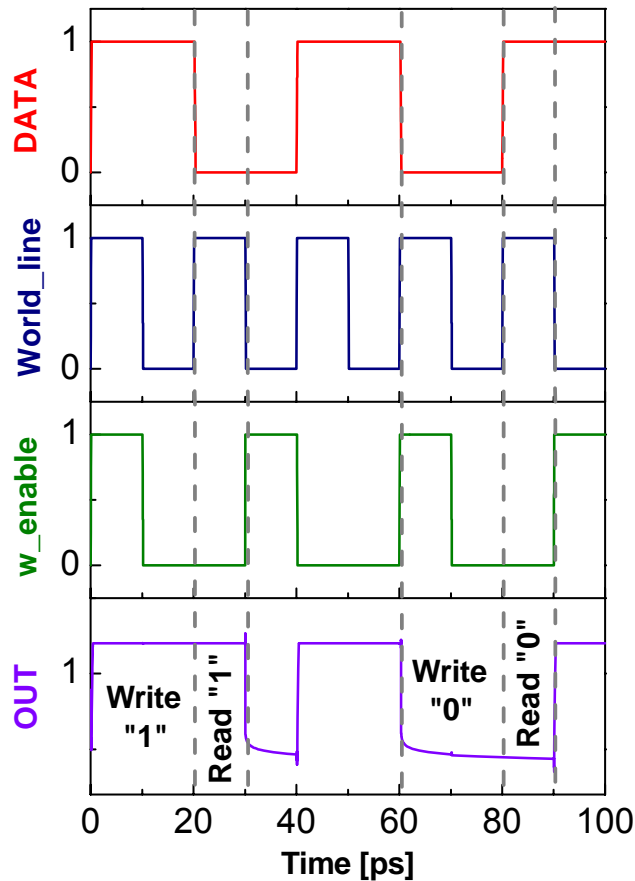 DATA
1
0
World_line
1
0
w_enable
1
0
OUT
1
Write
"1"
Read "1"
Write
"0"
Read "0"
0 20 40 60 80 100
Time [ps]